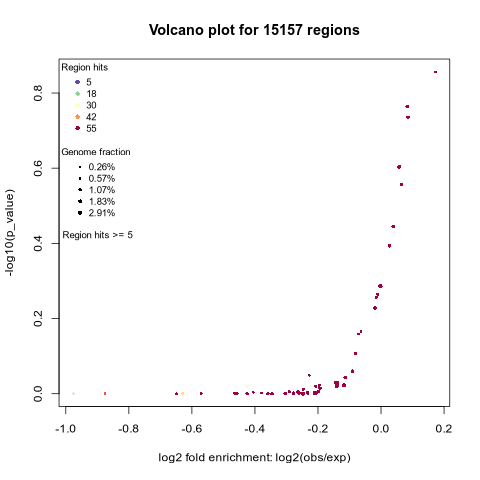 Volcano plot for 15157 regions
Region hits
5
18
30
42
55
Genome fraction
0.26%
0.57%
1.07%
1.83%
2.91%
Region hits >= 5
-log10(p_value)
0.8
0.6
0.4
0.2
0.0
-1.0 -0.8 -0.6 -0.4 -0.2 0.0 0.2
log2 fold enrichment: log2(obs/exp)